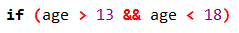 if (age > 13 && age < 18)